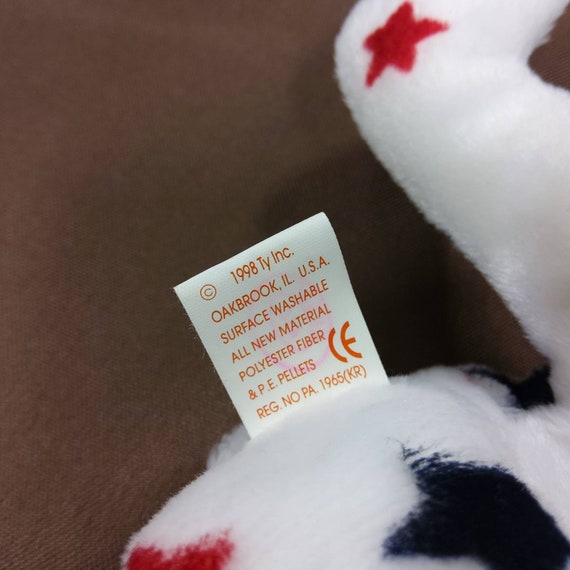 © 1998 Ty Inc.
OAKBROOK, IL U.S.A.
SURFACE WASHABLE
ALL NEW MATERIAL
POLYESTER FIBER
& P.E. PELLETS CE
REG. NO PA. 1965(KR)